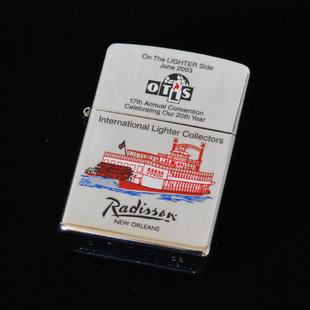 On The LIGHTER Side
June 2003
OTLS
17th Annual Convention
Celebrating Our 20th Year
International Lighter Collectors
Radisson
NEW ORLEANS